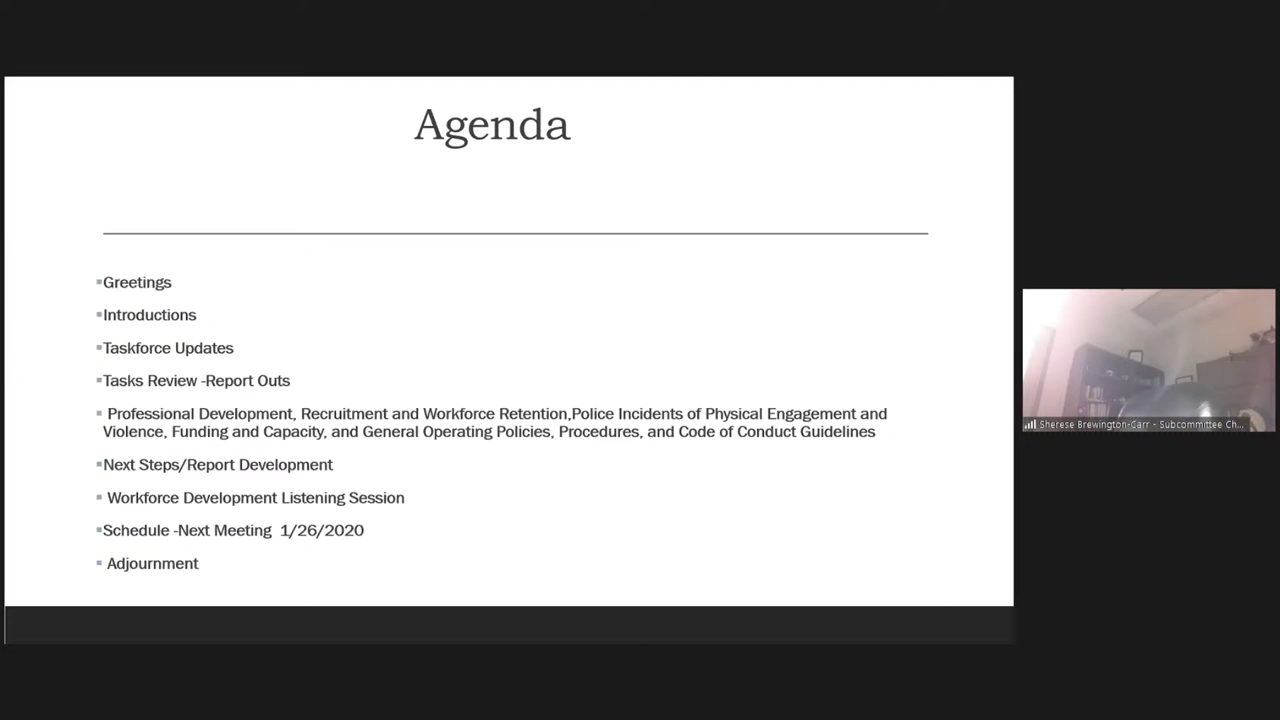 Agenda
Greetings
Introductions
Taskforce Updates
Tasks Review -Report Outs
Professional Development, Recruitment and Workforce Retention,Police Incidents of Physical Engagement and
Violence, Funding and Capacity, and General Operating Policies, Procedures, and Code of Conduct Guidelines
Next Steps/Report Development
Workforce Development Listening Session
Schedule -Next Meeting 1/26/2020
Adjournment
Sherese Brewington-Carr - Subcommittee Ch...